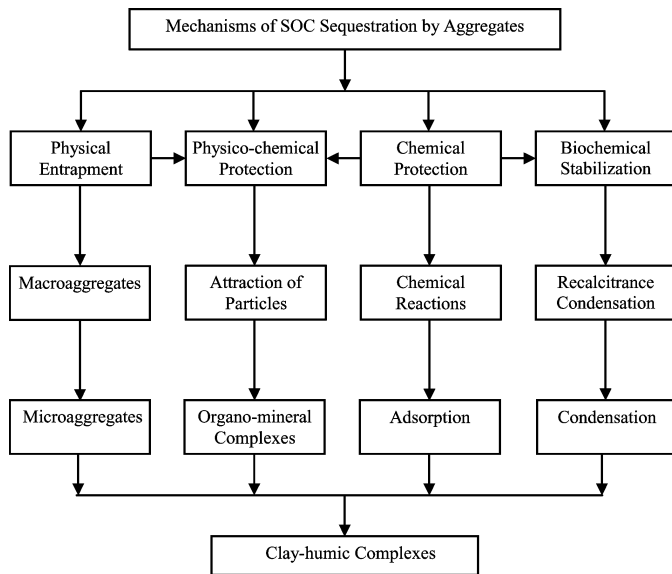 Mechanisms of SOC Sequestration by Aggregates
Physical
Entrapment
Physico-chemical
Protection
Chemical
Protection
Biochemical
Stabilization
Macroaggregates
Attraction of
Particles
Chemical
Reactions
Recalcitrance
Condensation
Microaggregates
Organo-mineral
Complexes
Adsorption
Condensation
Clay-humic Complexes